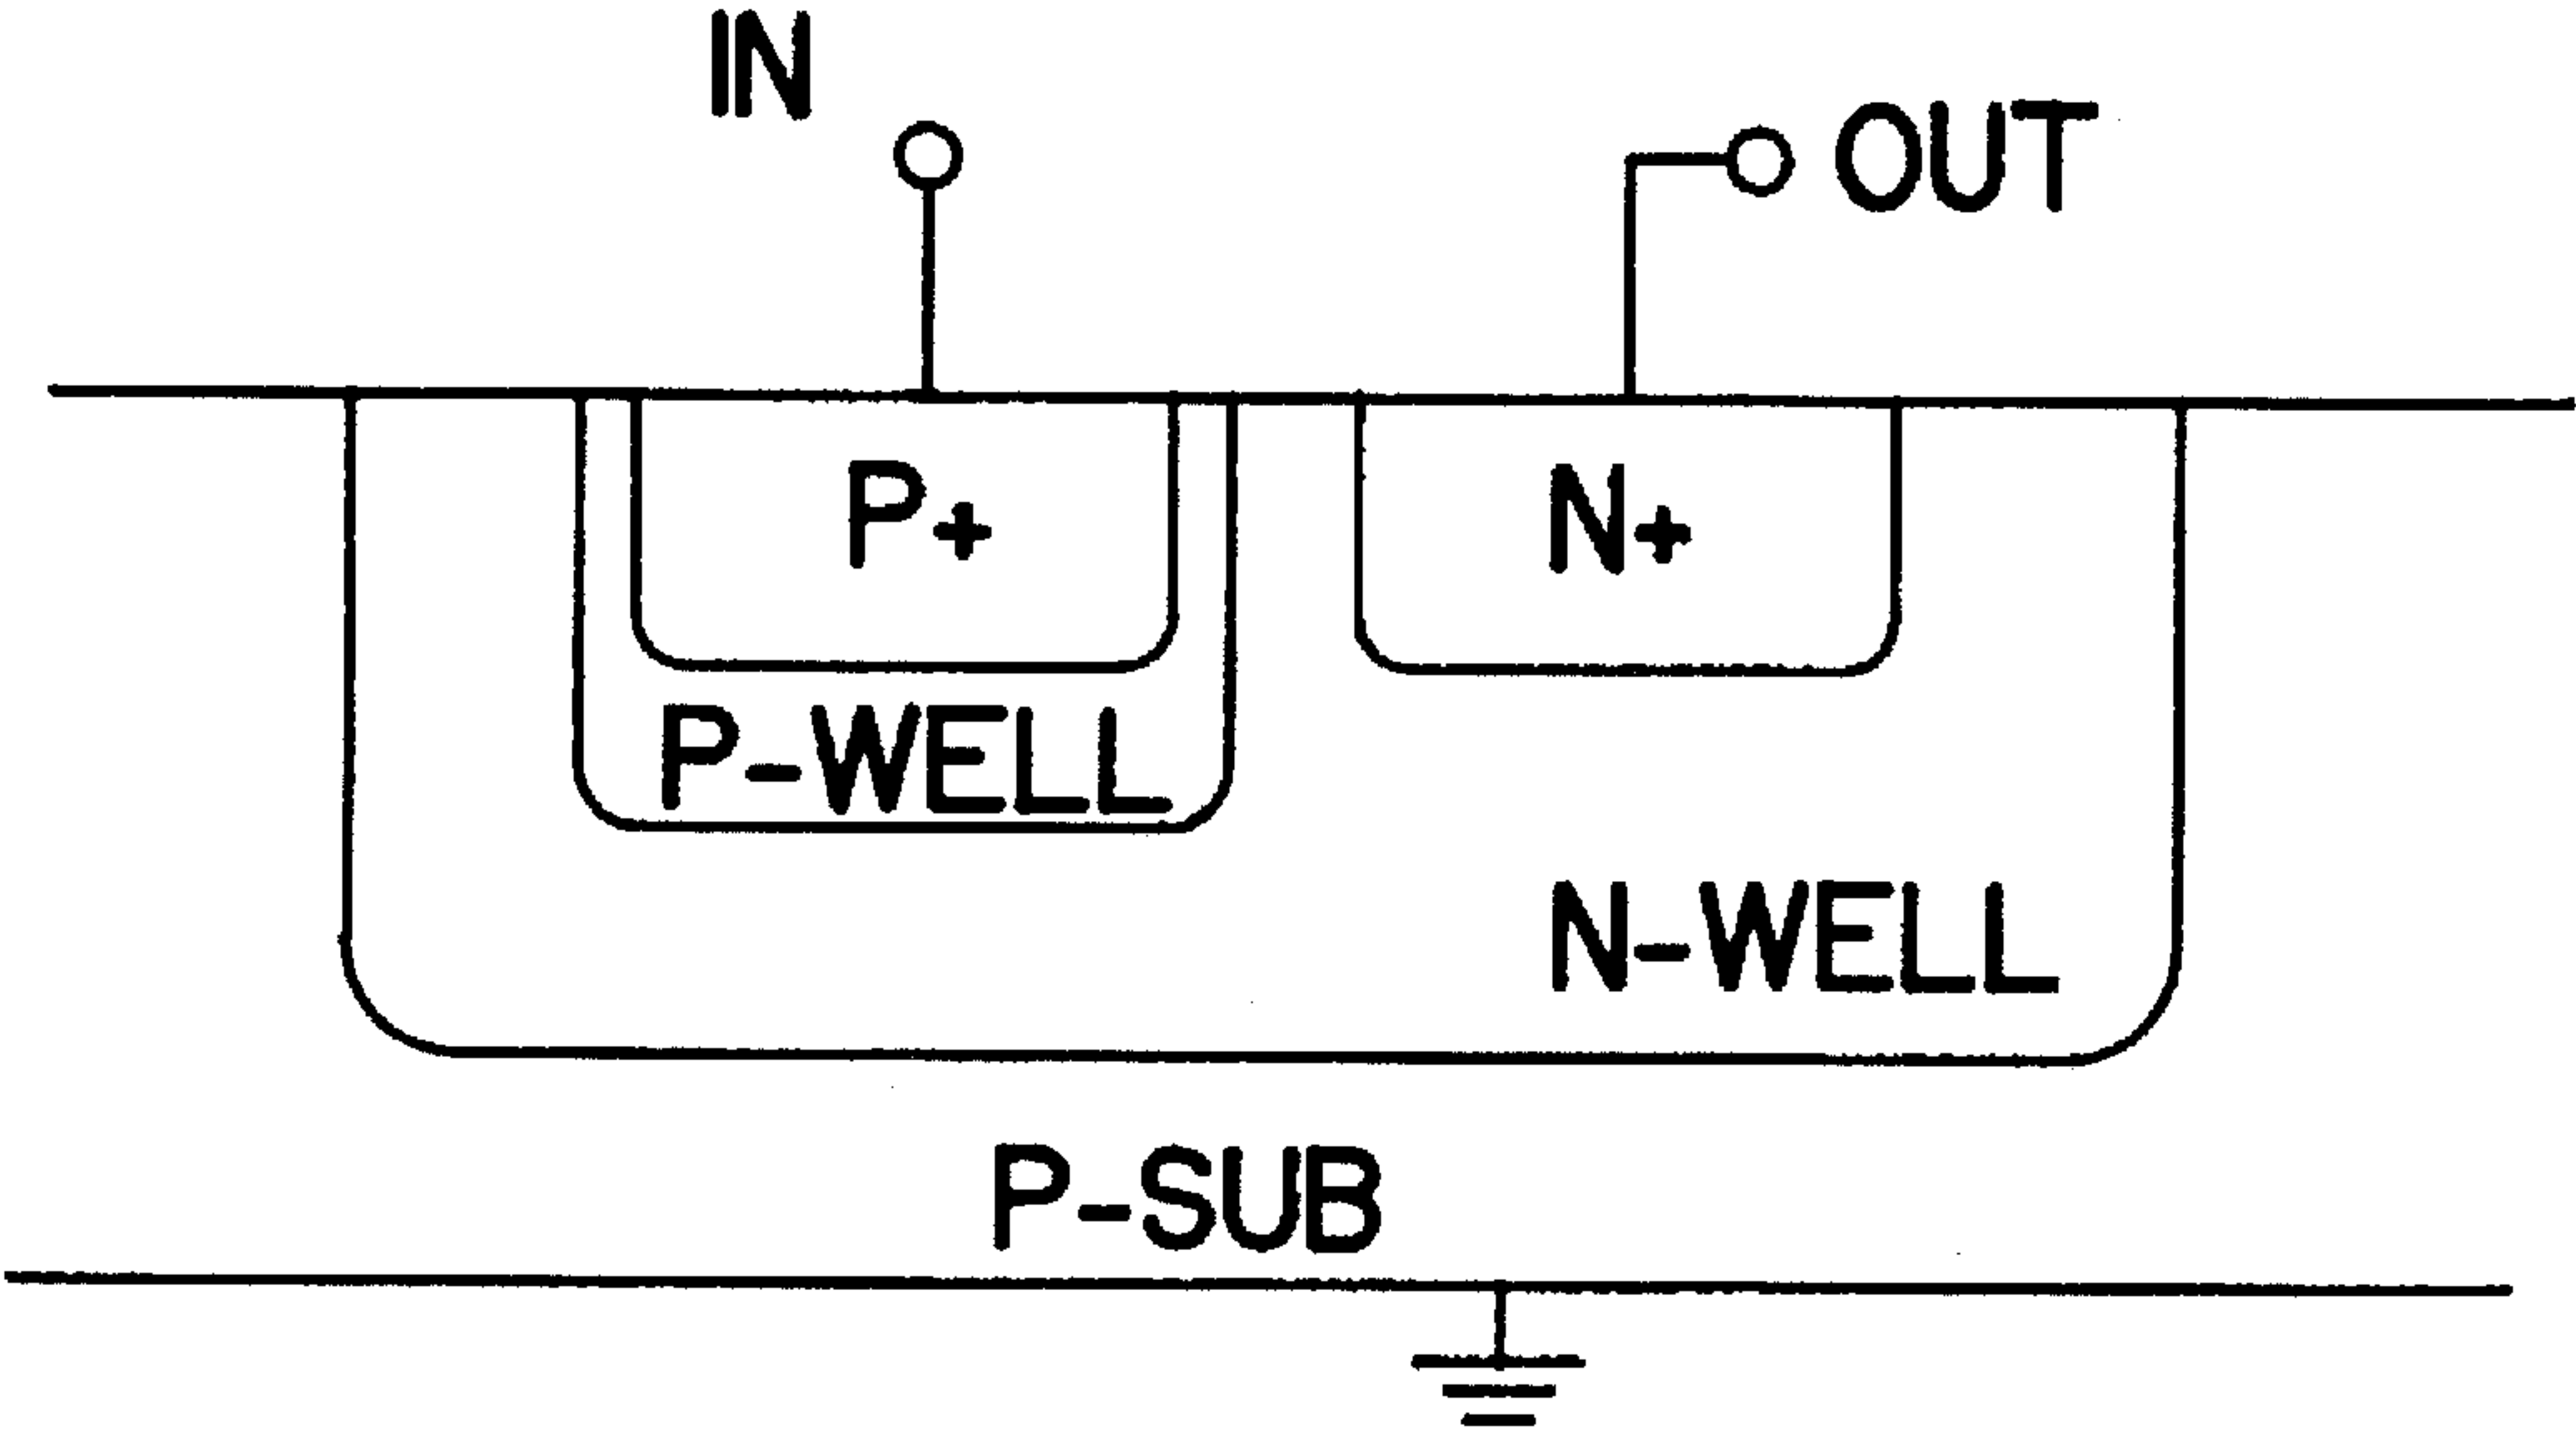 IN
OUT
P+
N+
P-WELL
N-WELL
P-SUB